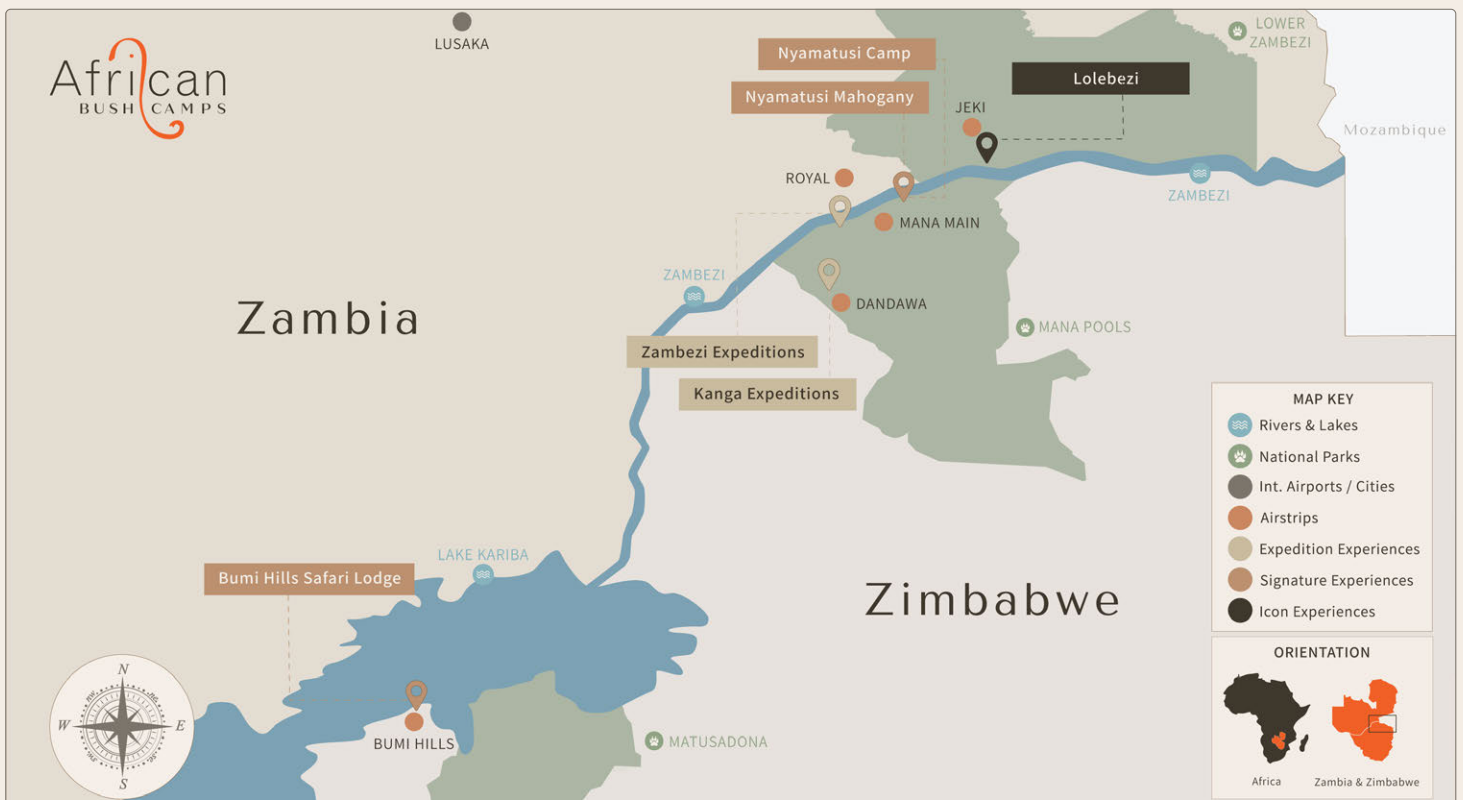 LUSAKA
African
BUSH CAMPS
Nyamatusi Camp
Nyamatusi Mahogany
Lolebezi
LOWER
ZAMBEZI
JEKI
Mozambique
ROYAL
ZAMBEZI
MANA MAIN
ZAMBEZI
DANDAWA
Zambia
MANA POOLS
Zambezi Expeditions
Kanga Expeditions
MAP KEY
Rivers & Lakes
National Parks
Int. Airports / Cities
Airstrips
Expedition Experiences
Signature Experiences
Icon Experiences
LAKE KARIBA
Bumi Hills Safari Lodge
Zimbabwe
ORIENTATION
Africa
Zambia & Zimbabwe
N
W
E
S
BUMI HILLS
MATUSADONA